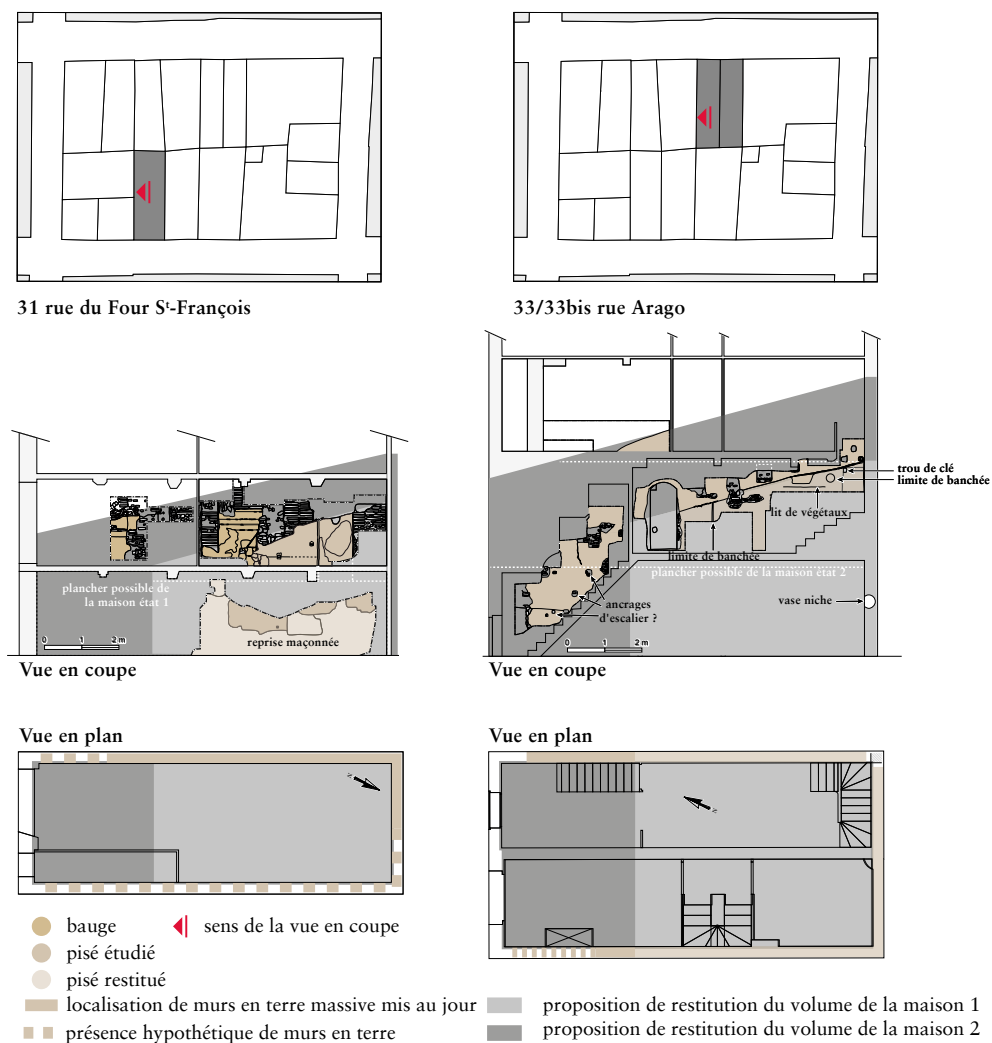 31 rue du Four Sᵗ-François
33/33bis rue Arago
plancher possible de
la maison état 1
0 1 2 m
reprise maçonnée
Vue en coupe
trou de clé
limite de banchée
lit de végétaux
limite de banchée
plancher possible de la maison état 2
ancrages
d'escalier ?
vase niche
0 1 2 m
Vue en coupe
Vue en plan
N
Vue en plan
N
bauge
sens de la vue en coupe
pisé étudié
pisé restitué
localisation de murs en terre massive mis au jour
présence hypothétique de murs en terre
proposition de restitution du volume de la maison 1
proposition de restitution du volume de la maison 2